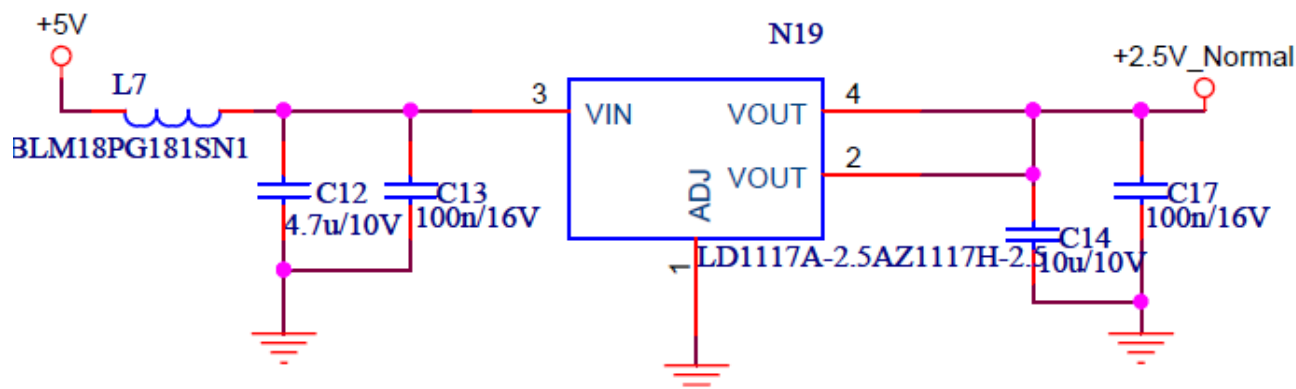 +5V
N19
+2.5V_Normal
L7
3
VIN
VOUT
4
BLM18PG181SN1
VOUT
2
ADJ
C12
4.7u/10V
C13
100n/16V
C17
100n/16V
1
LD1117A-2.5AZ1117H-2.5
C14
10u/10V